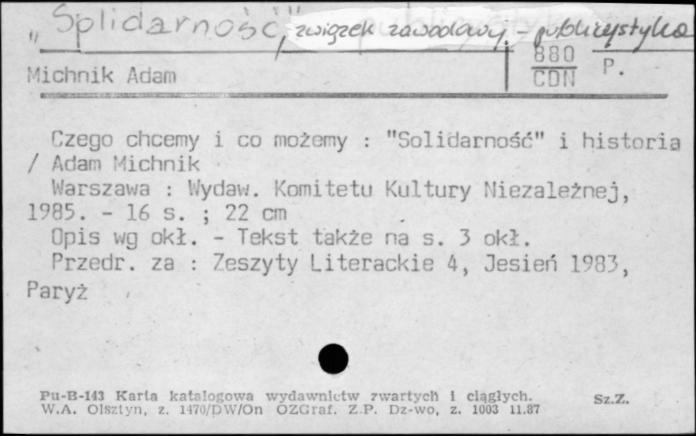 „Solidarność", związek zawodowy, - publicystyka
Michnik Adam
880
CDN
P.
Czego chcemy i co możemy : "Solidarność" i historia
/ Adam Michnik
Warszawa : Wydaw. Komitetu Kultury Niezależnej,
1985. - 16 s. ; 22 cm
Opis wg okł. - Tekst także na s. 3 okł.
Przedr. za : Zeszyty Literackie 4, Jesień 1983,
Paryż
Pu-B-143 Karta katalogowa wydawnictw zwartych i ciągłych. Sz.Z.
W.A. Olsztyn, z. 1470/DW/On OZGraf. Z.P. Dz-wo, z. 1003 11.87